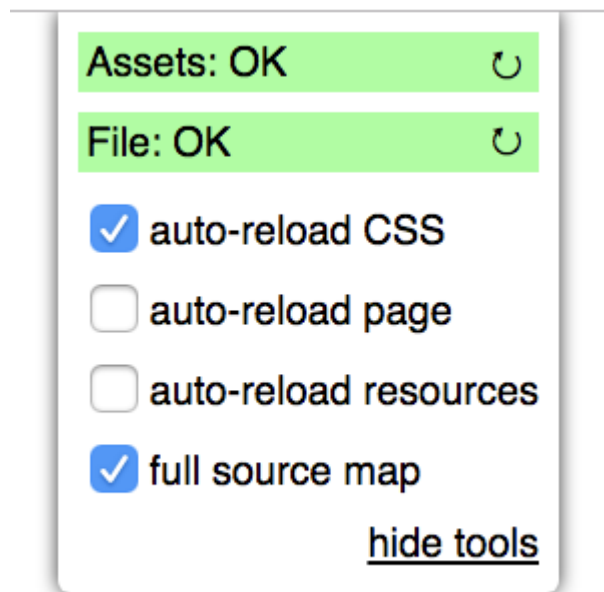 Assets: OK ↻
File: OK ↻
auto-reload CSS
auto-reload page
auto-reload resources
full source map
hide tools